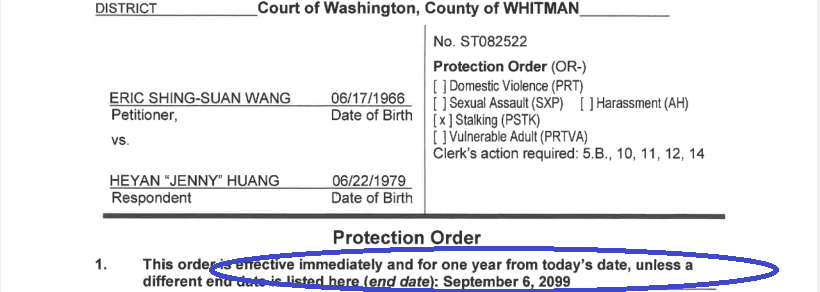 DISTRICT Court of Washington, County of WHITMAN
No. ST082522
Protection Order (OR-)
[ ] Domestic Violence (PRT)
[ ] Sexual Assault (SXP) [ ] Harassment (AH)
[ x ] Stalking (PSTK)
[ ] Vulnerable Adult (PRTVA)
Clerk's action required: 5.B., 10, 11, 12, 14
ERIC SHING-SUAN WANG 06/17/1966
Petitioner, Date of Birth
vs.
HEYAN "JENNY" HUANG 06/22/1979
Respondent Date of Birth
Protection Order
1. This order is effective immediately and for one year from today's date, unless a
different end date is listed here (end date): September 6, 2099